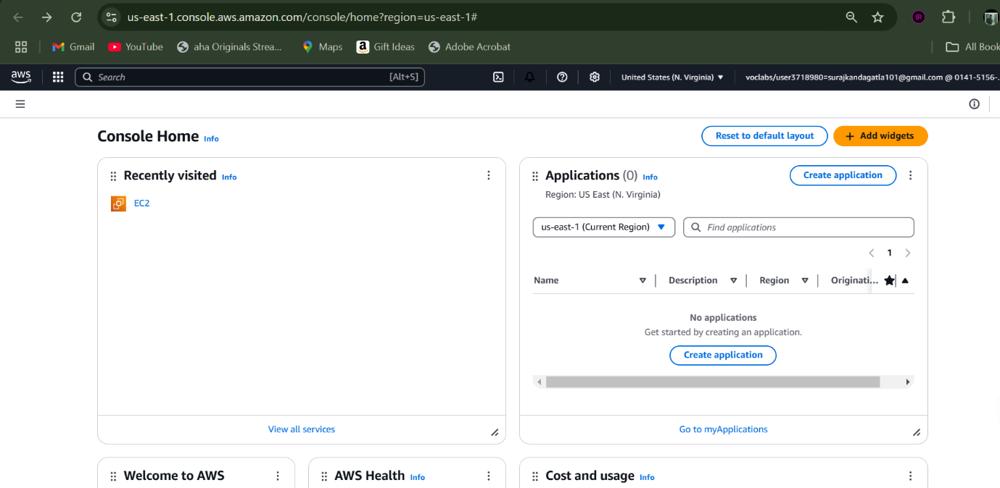 us-east-1.console.aws.amazon.com/console/home?region=us-east-1#
BR
Gmail
YouTube
aha Originals Strea...
Maps
a
Gift Ideas
Adobe Acrobat
All Book
aws
Search
[Alt+S]
United States (N. Virginia)
voclabs/user3718980=surajkandagatla101@gmail.com @ 0141-5156-..
Console Home Info
Reset to default layout
+ Add widgets
Recently visited Info
EC2
View all services
Applications (0) Info
Create application
Region: US East (N. Virginia)
us-east-1 (Current Region)
Find applications
1
Name
Description
Region
Originati...
No applications
Get started by creating an application.
Create application
Go to myApplications
Welcome to AWS
AWS Health Info
Cost and usage Info